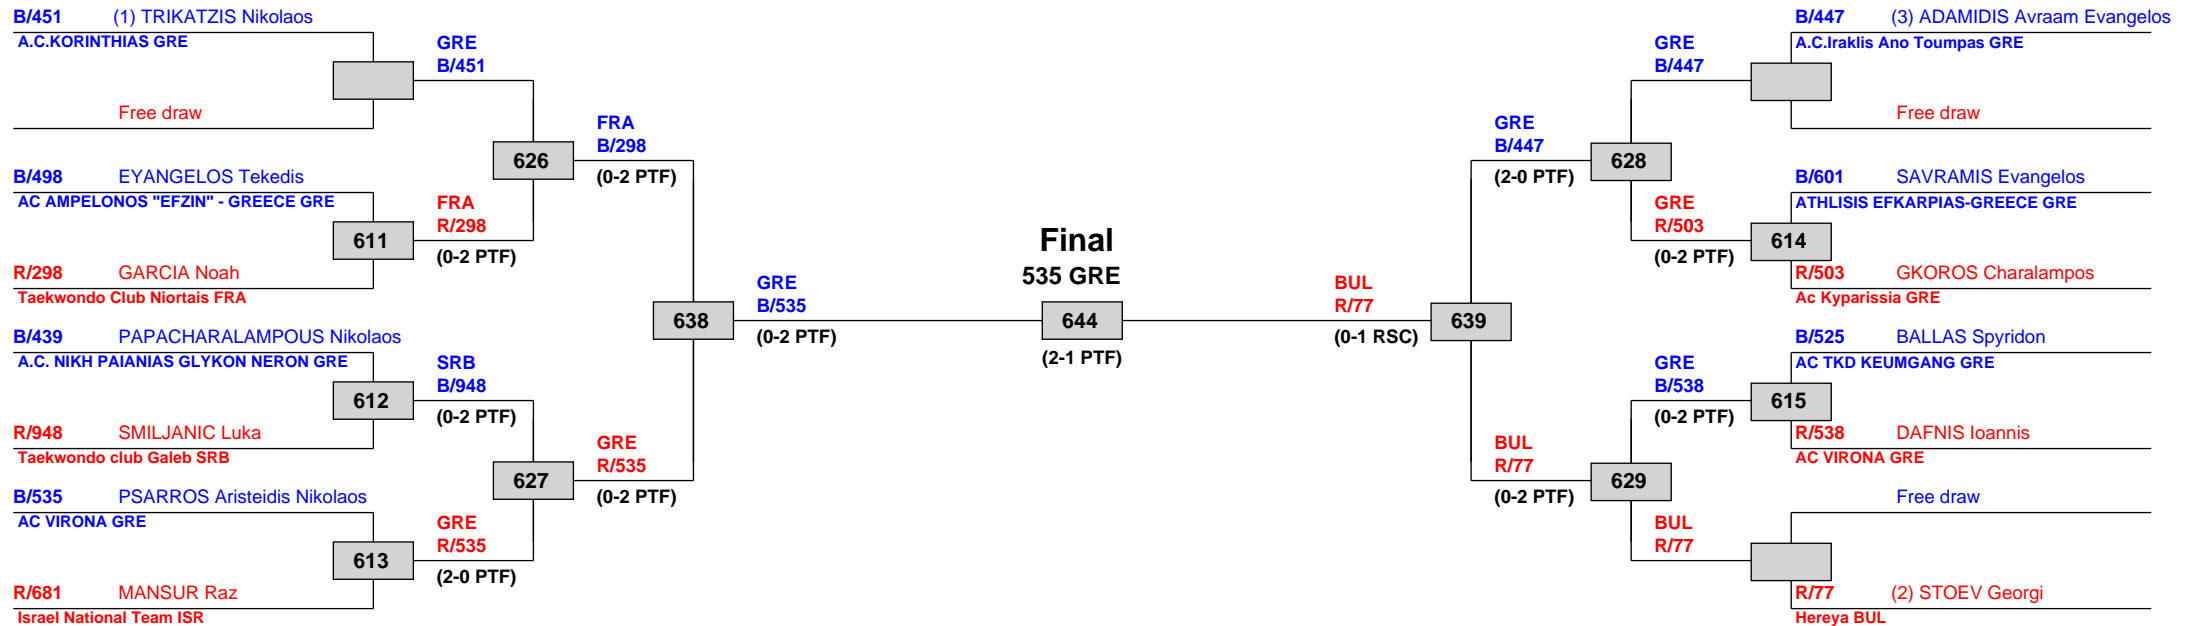 B/451 (1) TRIKATZIS Nikolaos
A.C.KORINTHIAS GRE
Free draw
B/498 EYANGELOS Tekedis
AC AMPELONOS "EFZIN" - GREECE GRE
611
R/298 GARCIA Noah
Taekwondo Club Niortais FRA
B/439 PAPACHARALAMPOUS Nikolaos
A.C. NIKH PAIANIAS GLYKON NERON GRE
612
R/948 SMILJANIC Luka
Taekwondo club Galeb SRB
B/535 PSARROS Aristeidis Nikolaos
AC VIRONA GRE
613
R/681 MANSUR Raz
Israel National Team ISR
GRE
B/451
626
FRA
R/298
(0-2 PTF)
SRB
B/948
(0-2 PTF)
627
GRE
R/535
(2-0 PTF)
FRA
B/298
(0-2 PTF)
638
GRE
R/535
(0-2 PTF)
GRE
B/535
(0-2 PTF)
Final
535 GRE
644
(2-1 PTF)
BUL
R/77
(0-1 RSC)
639
GRE
B/447
(2-0 PTF)
BUL
R/77
(0-2 PTF)
GRE
B/447
628
GRE
R/503
(0-2 PTF)
GRE
B/538
(0-2 PTF)
629
BUL
R/77
B/447 (3) ADAMIDIS Avraam Evangelos
A.C.Iraklis Ano Toumpas GRE
Free draw
B/601 SAVRAMIS Evangelos
ATHLISIS EFKARPIAS-GREECE GRE
614
R/503 GKOROS Charalampos
Ac Kyparissia GRE
B/525 BALLAS Spyridon
AC TKD KEUMGANG GRE
615
R/538 DAFNIS Ioannis
AC VIRONA GRE
Free draw
R/77 (2) STOEV Georgi
Hereya BUL